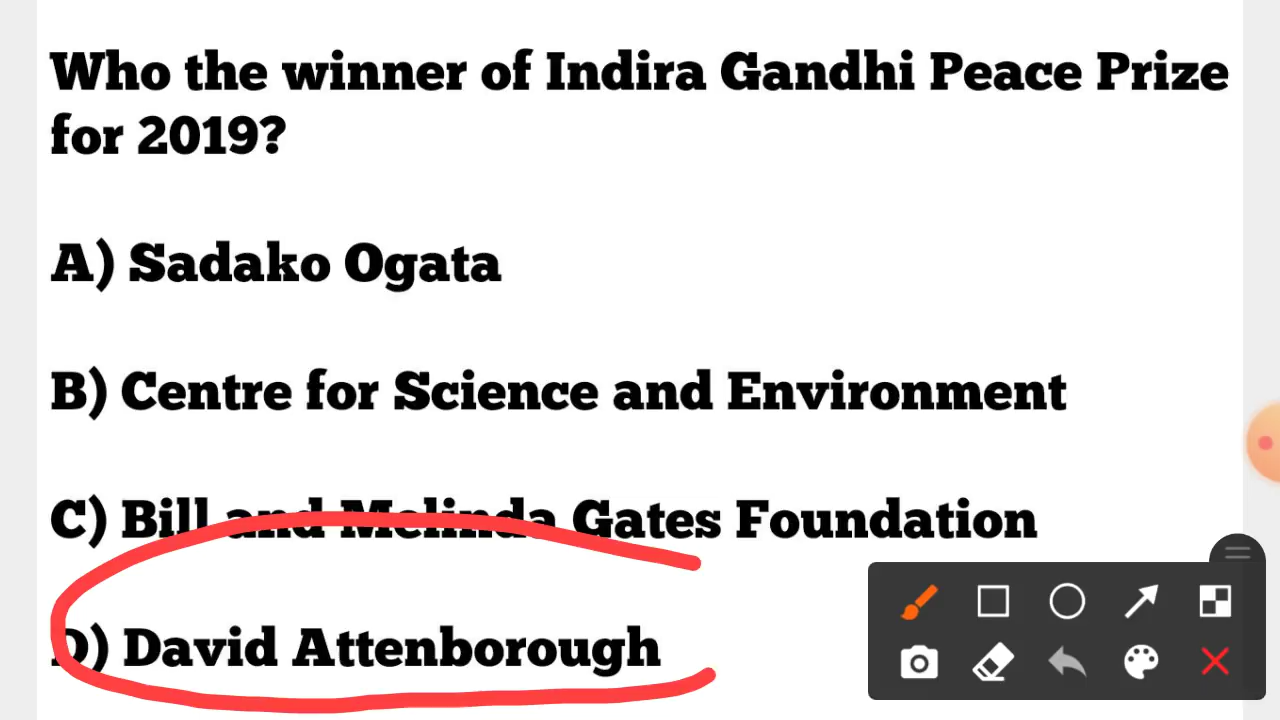 Who the winner of Indira Gandhi Peace Prize
for 2019?
A) Sadako Ogata
B) Centre for Science and Environment
C) Bill and Melinda Gates Foundation
D) David Attenborough